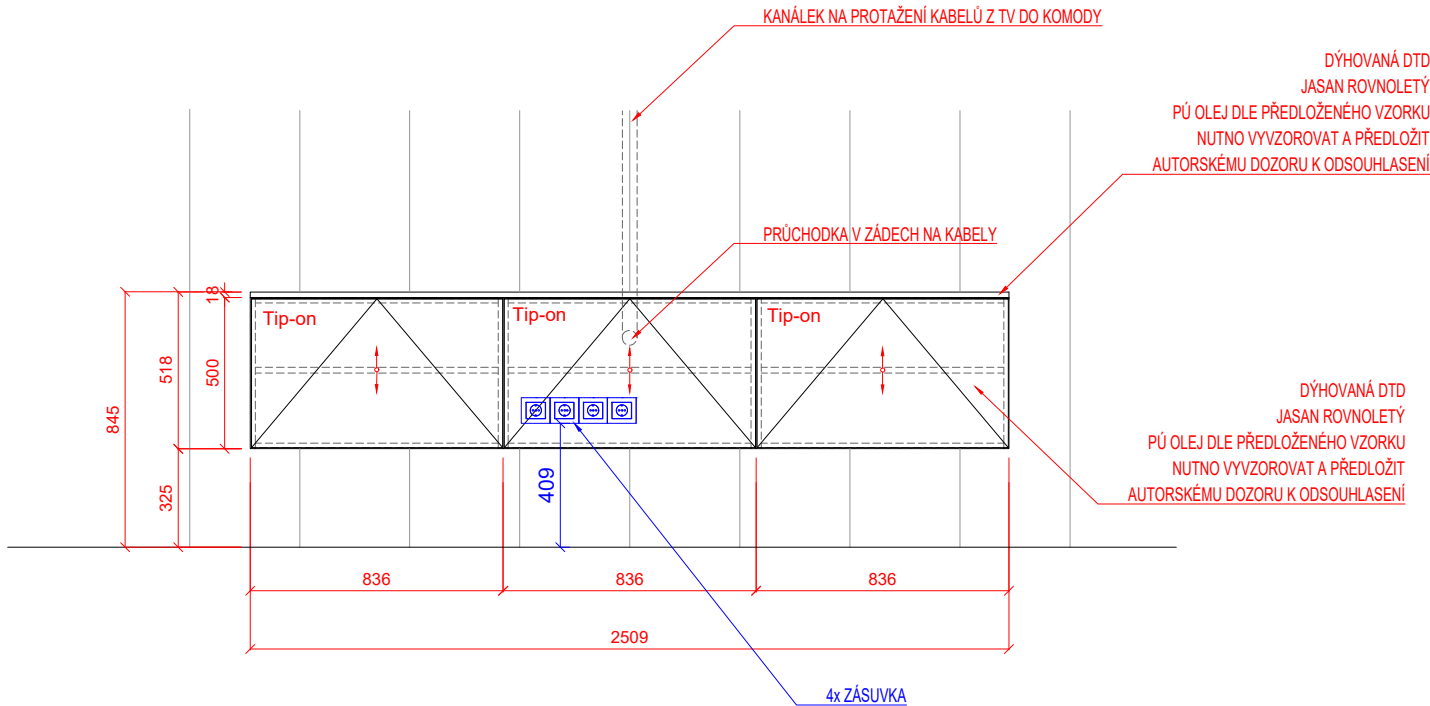 KANÁLEK NA PROTAŽENÍ KABELŮ Z TV DO KOMODY
DÝHOVANÁ DTD
JASAN ROVNOLETÝ
PÚ OLEJ DLE PŘEDLOŽENÉHO VZORKU
NUTNO VYVZOROVAT A PŘEDLOŽIT
AUTORSKÉMU DOZORU K ODSOUHLASENÍ
PRŮCHODKA V ZÁDECH NA KABELY
18
Tip-on
Tip-on
Tip-on
518
500
845
325
409
DÝHOVANÁ DTD
JASAN ROVNOLETÝ
PÚ OLEJ DLE PŘEDLOŽENÉHO VZORKU
NUTNO VYVZOROVAT A PŘEDLOŽIT
AUTORSKÉMU DOZORU K ODSOUHLASENÍ
836
836
836
2509
4x ZÁSUVKA